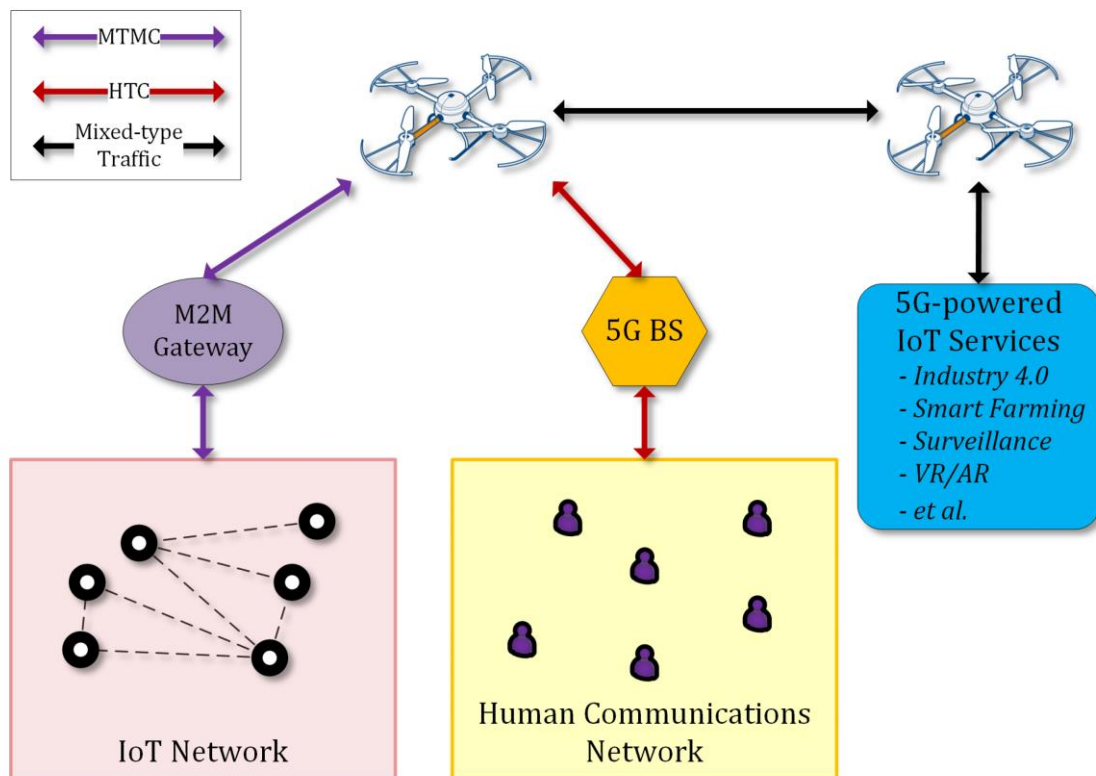 MTMC
HTC
Mixed-type
Traffic
M2M
Gateway
5G BS
5G-powered
IoT Services
- Industry 4.0
- Smart Farming
- Surveillance
- VR/AR
- et al.
IoT Network
Human Communications
Network